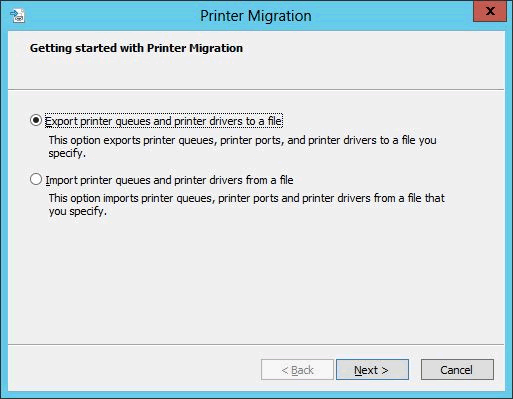 Printer Migration
x
Getting started with Printer Migration
Export printer queues and printer drivers to a file
This option exports printer queues, printer ports, and printer drivers to a file you
specify.
Import printer queues and printer drivers from a file
This option imports printer queues, printer ports and printer drivers from a file that
you specify.
< Back
Next >
Cancel